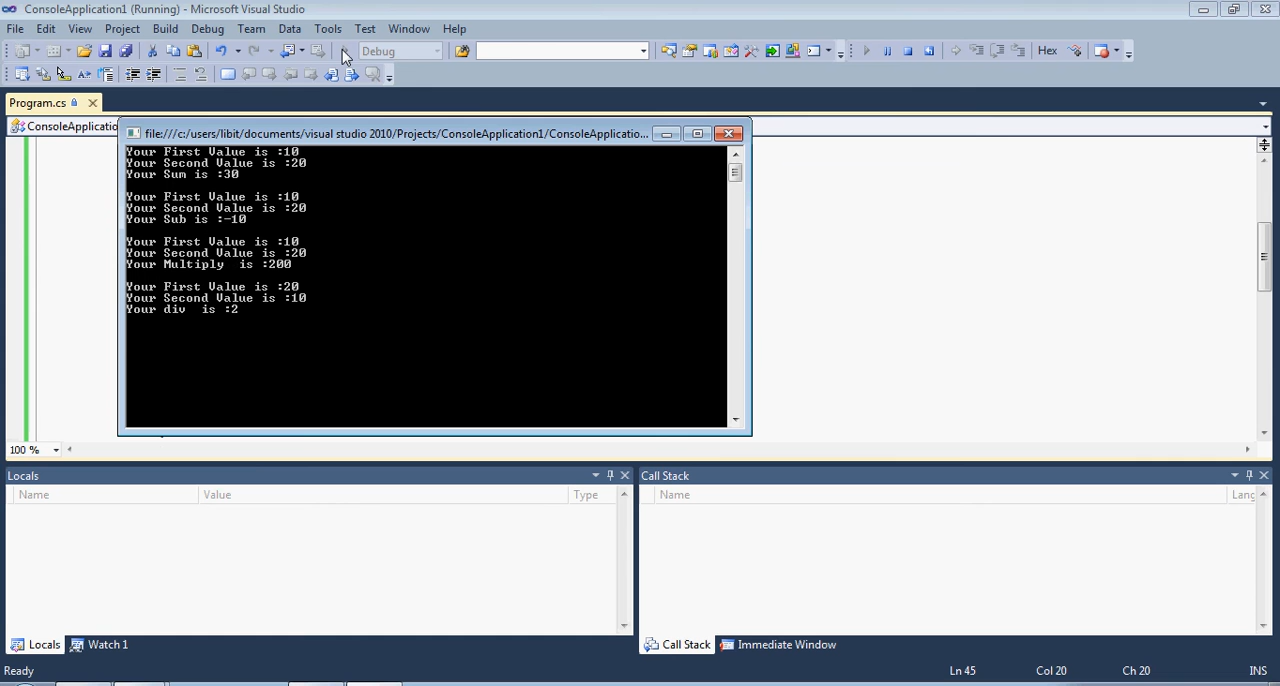 ConsoleApplication1 (Running) - Microsoft Visual Studio
File Edit View Project Build Debug Team Data Tools Test Window Help
Debug
Hex
Program.cs
ConsoleApplicatio
file:///c:/users/libit/documents/visual studio 2010/Projects/ConsoleApplication1/ConsoleApplicatio...
Your First Value is :10
Your Second Value is :20
Your Sum is :30
Your First Value is :10
Your Second Value is :20
Your Sub is :-10
Your First Value is :10
Your Second Value is :20
Your Multiply  is :200
Your First Value is :20
Your Second Value is :10
Your div  is :2
100 %
Locals
Name Value Type
Call Stack
Name Lang
Locals Watch 1
Call Stack Immediate Window
Ready Ln 45 Col 20 Ch 20 INS